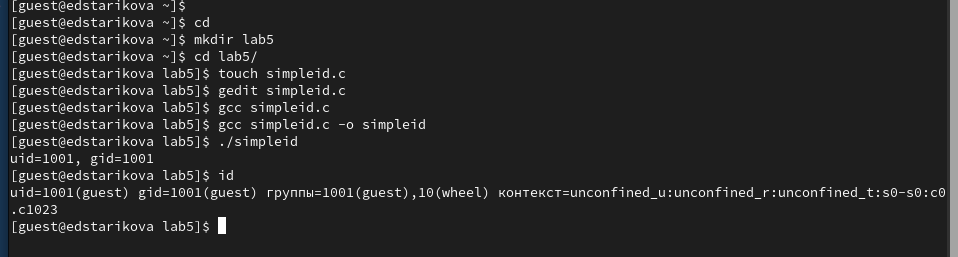 [guest@edstarikova ~]$
[guest@edstarikova ~]$ cd
[guest@edstarikova ~]$ mkdir lab5
[guest@edstarikova ~]$ cd lab5/
[guest@edstarikova lab5]$ touch simpleid.c
[guest@edstarikova lab5]$ gedit simpleid.c
[guest@edstarikova lab5]$ gcc simpleid.c
[guest@edstarikova lab5]$ gcc simpleid.c -o simpleid
[guest@edstarikova lab5]$ ./simpleid
uid=1001, gid=1001
[guest@edstarikova lab5]$ id
uid=1001(guest) gid=1001(guest) группы=1001(guest),10(wheel) контекст=unconfined_u:unconfined_r:unconfined_t:s0-s0:c0
.c1023
[guest@edstarikova lab5]$